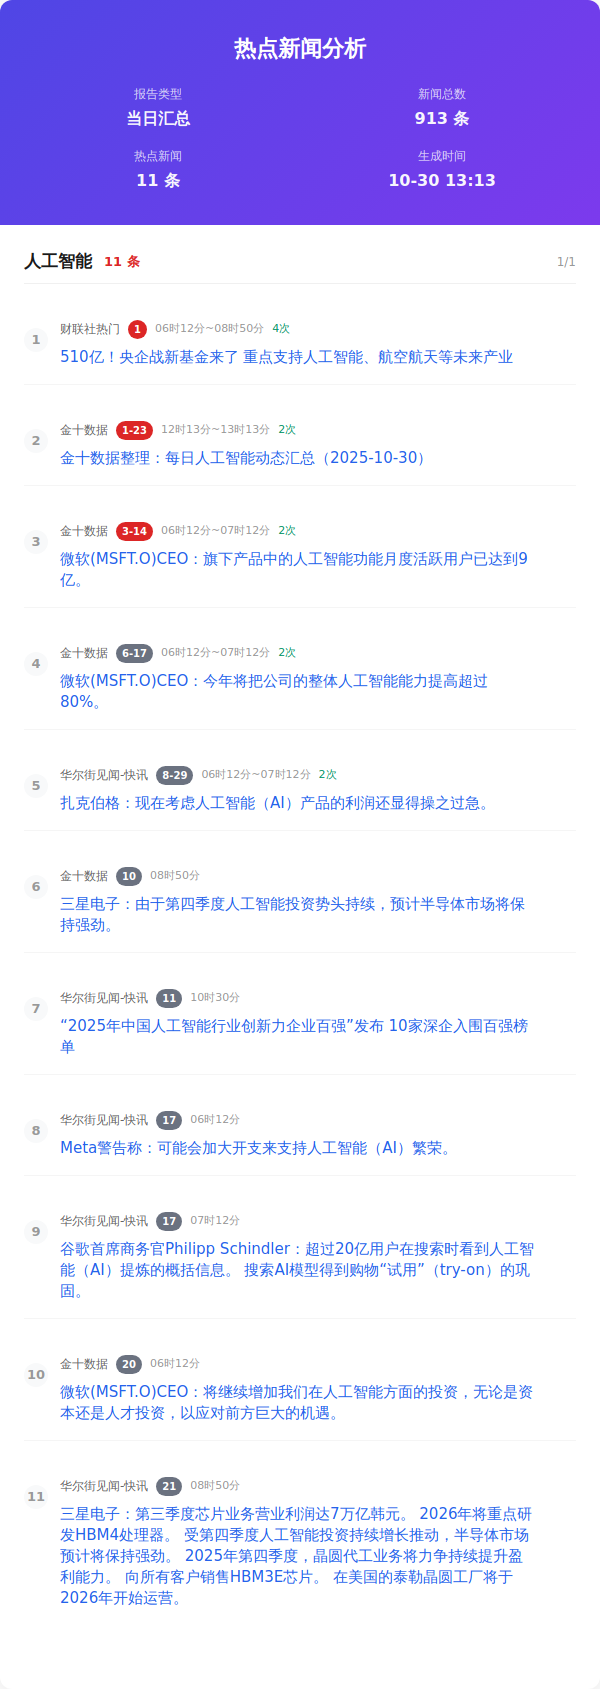 热点新闻分析
报告类型
新闻总数
当日汇总
913 条
热点新闻
生成时间
11 条
10-30 13:13
人工智能 11 条 1/1
1
财联社热门 1 06时12分~08时50分 4次
510亿！央企战新基金来了 重点支持人工智能、航空航天等未来产业
2
金十数据 1-23 12时13分~13时13分 2次
金十数据整理：每日人工智能动态汇总（2025-10-30）
3
金十数据 3-14 06时12分~07时12分 2次
微软(MSFT.O)CEO：旗下产品中的人工智能功能月度活跃用户已达到9
亿。
4
金十数据 6-17 06时12分~07时12分 2次
微软(MSFT.O)CEO：今年将把公司的整体人工智能能力提高超过
80%。
5
华尔街见闻-快讯 8-29 06时12分~07时12分 2次
扎克伯格：现在考虑人工智能（AI）产品的利润还显得操之过急。
6
金十数据 10 08时50分
三星电子：由于第四季度人工智能投资势头持续，预计半导体市场将保
持强劲。
7
华尔街见闻-快讯 11 10时30分
“2025年中国人工智能行业创新力企业百强”发布 10家深企入围百强榜
单
8
华尔街见闻-快讯 17 06时12分
Meta警告称：可能会加大开支来支持人工智能（AI）繁荣。
9
华尔街见闻-快讯 17 07时12分
谷歌首席商务官Philipp Schindler：超过20亿用户在搜索时看到人工智
能（AI）提炼的概括信息。 搜索AI模型得到购物“试用”（try-on）的巩
固。
10
金十数据 20 06时12分
微软(MSFT.O)CEO：将继续增加我们在人工智能方面的投资，无论是资
本还是人才投资，以应对前方巨大的机遇。
11
华尔街见闻-快讯 21 08时50分
三星电子：第三季度芯片业务营业利润达7万亿韩元。 2026年将重点研
发HBM4处理器。 受第四季度人工智能投资持续增长推动，半导体市场
预计将保持强劲。 2025年第四季度，晶圆代工业务将力争持续提升盈
利能力。 向所有客户销售HBM3E芯片。 在美国的泰勒晶圆工厂将于
2026年开始运营。